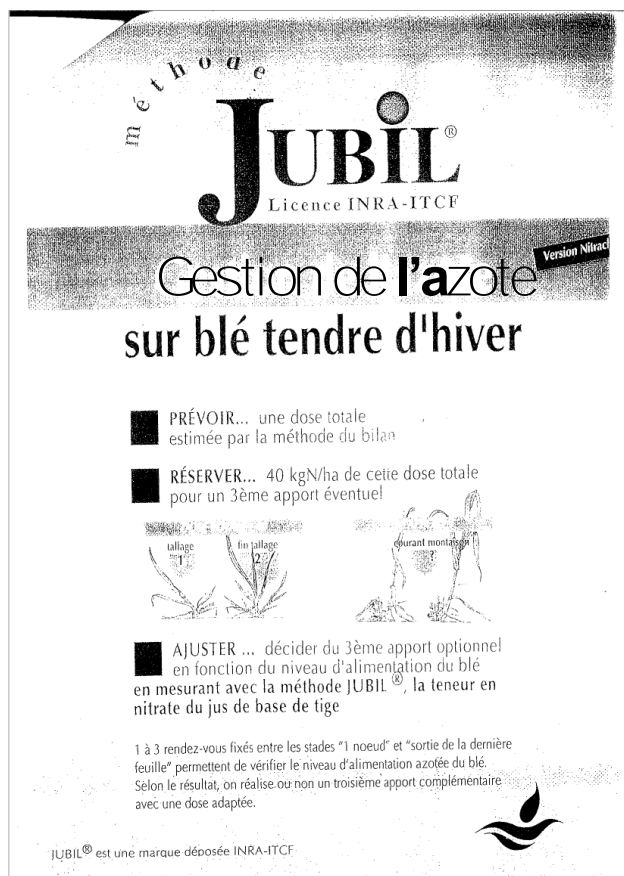 méthode
JUBIL®
Licence INRA-ITCF
Gestion de l'azote
Version Nitrach
sur blé tendre d'hiver
PRÉVOIR... une dose totale
estimée par la méthode du bilan
RÉSERVER... 40 kgN/ha de cette dose totale
pour un 3ème apport éventuel
tallage
1
fin tallage
2
courant montaison
?
AJUSTER ... décider du 3ème apport optionnel
en fonction du niveau d'alimentation du blé
en mesurant avec la méthode JUBIL ®, la teneur en
nitrate du jus de base de tige
1 à 3 rendez-vous fixés entre les stades "1 noeud" et "sortie de la dernière
feuille" permettent de vérifier le niveau d'alimentation azotée du blé.
Selon le résultat, on réalise ou non un troisième apport complémentaire
avec une dose adaptée.
JUBIL® est une marque déposée INRA-ITCF